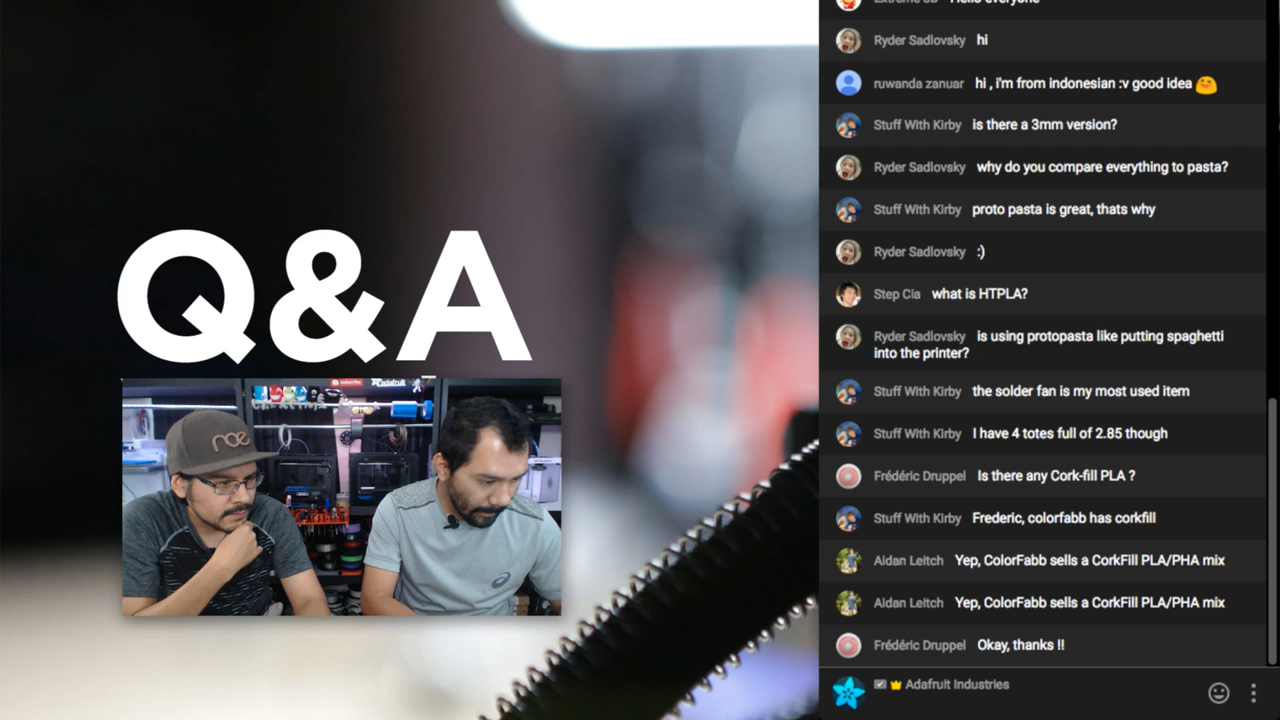 Hello everyone
Ryder Sadlovsky hi
ruwanda zanuar hi , i'm from indonesian :v good idea
Stuff With Kirby is there a 3mm version?
Ryder Sadlovsky why do you compare everything to pasta?
Stuff With Kirby proto pasta is great, thats why
Ryder Sadlovsky :)
Step Cia what is HTPLA?
Ryder Sadlovsky is using protopasta like putting spaghetti
into the printer?
Stuff With Kirby the solder fan is my most used item
Stuff With Kirby I have 4 totes full of 2.85 though
Frédéric Druppel Is there any Cork-fill PLA ?
Stuff With Kirby Frederic, colorfabb has corkfill
Aidan Leitch Yep, ColorFabb sells a CorkFill PLA/PHA mix
Aidan Leitch Yep, ColorFabb sells a CorkFill PLA/PHA mix
Frédéric Druppel Okay, thanks !!
Adafruit Industries
Q&A
Subscribe
adafruit
noe